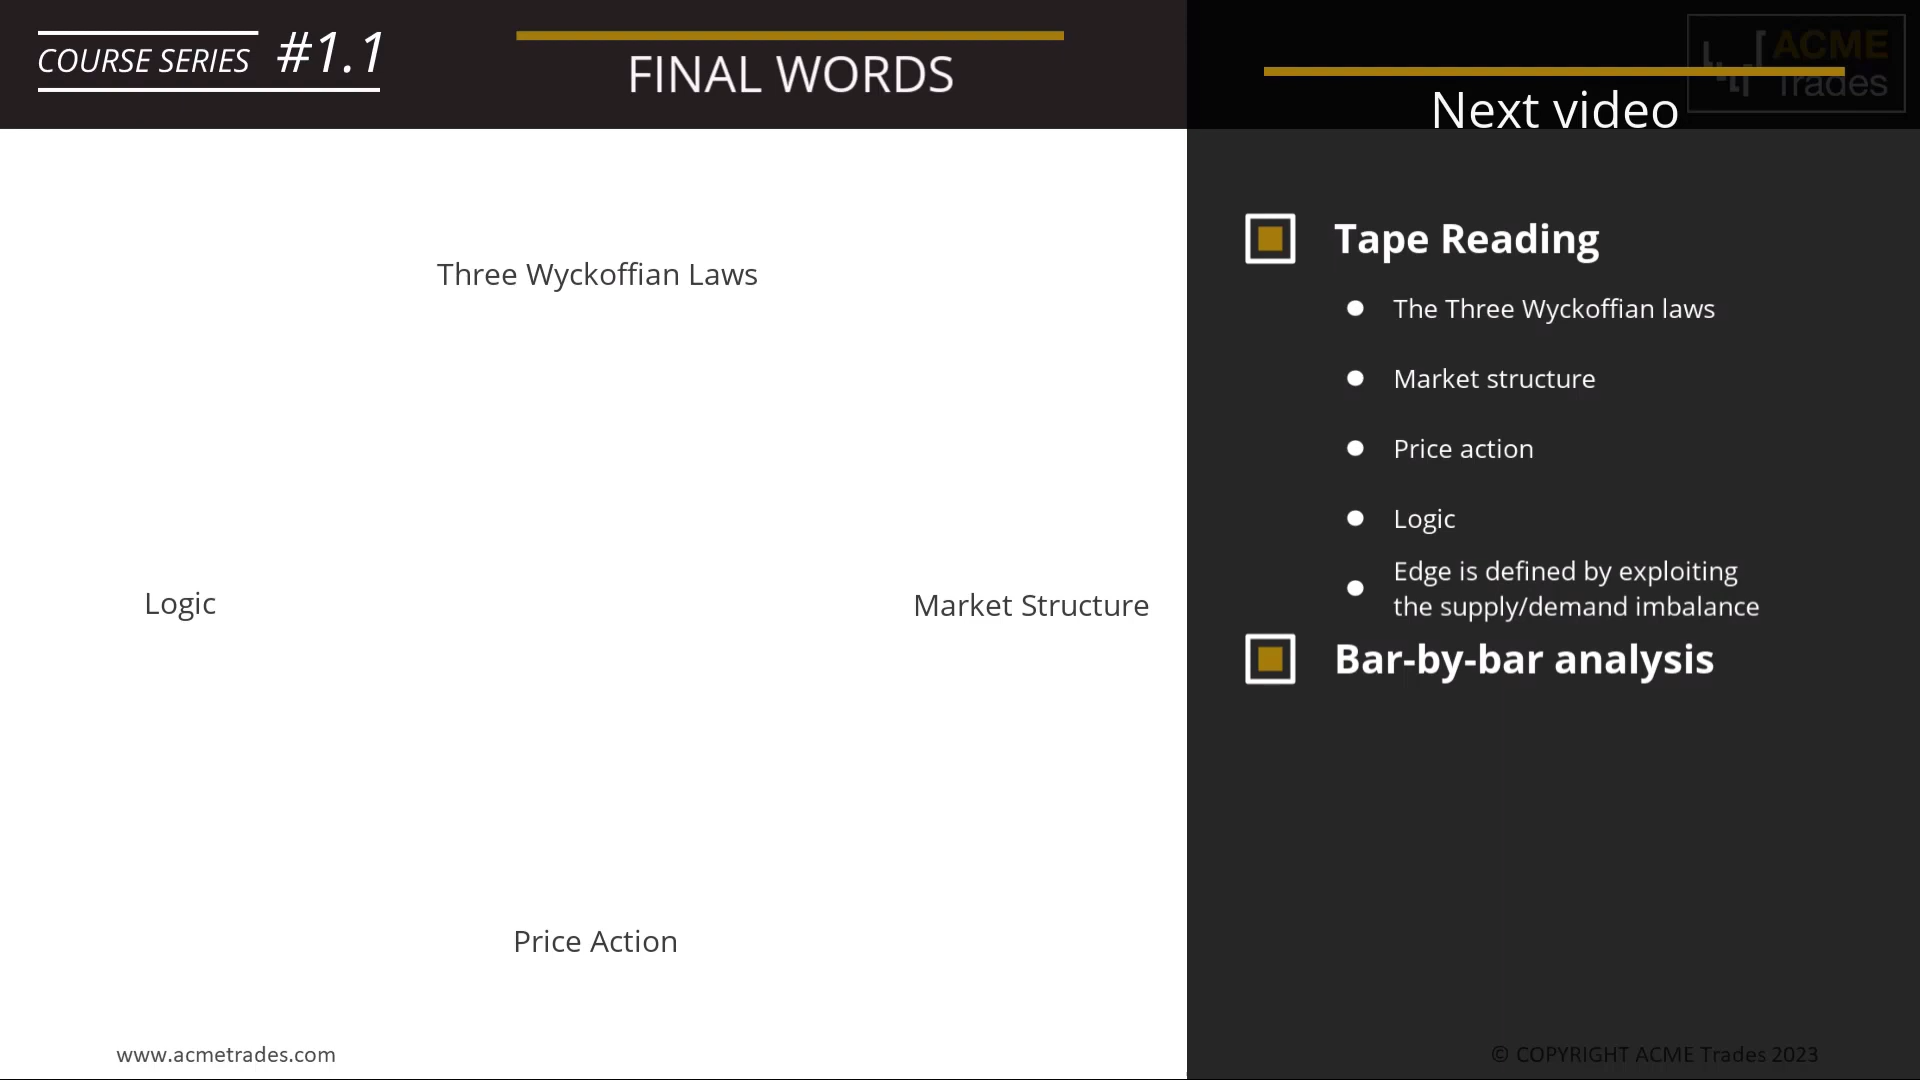 COURSE SERIES #1.1
FINAL WORDS
Three Wyckoffian Laws
Logic
Market Structure
Price Action
www.acmetrades.com
ACME
Trades
Next video
Tape Reading
The Three Wyckoffian laws
Market structure
Price action
Logic
Edge is defined by exploiting
the supply/demand imbalance
Bar-by-bar analysis
© COPYRIGHT ACME Trades 2023